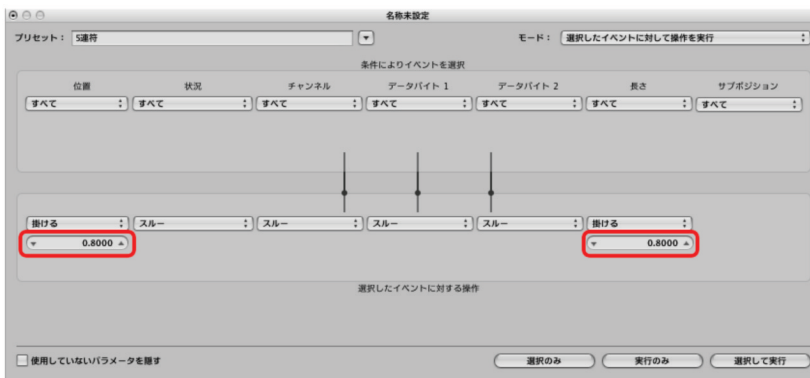 名称未設定
プリセット： 5連符 モード： 選択したイベントに対して操作を実行
条件によりイベントを選択
位置 状況 チャンネル データバイト 1 データバイト 2 長さ サブポジション
すべて すべて すべて すべて すべて すべて すべて
掛ける スルー スルー スルー スルー 掛ける
0.8000 0.8000
選択したイベントに対する操作
使用していないパラメータを隠す 選択のみ 実行のみ 選択して実行